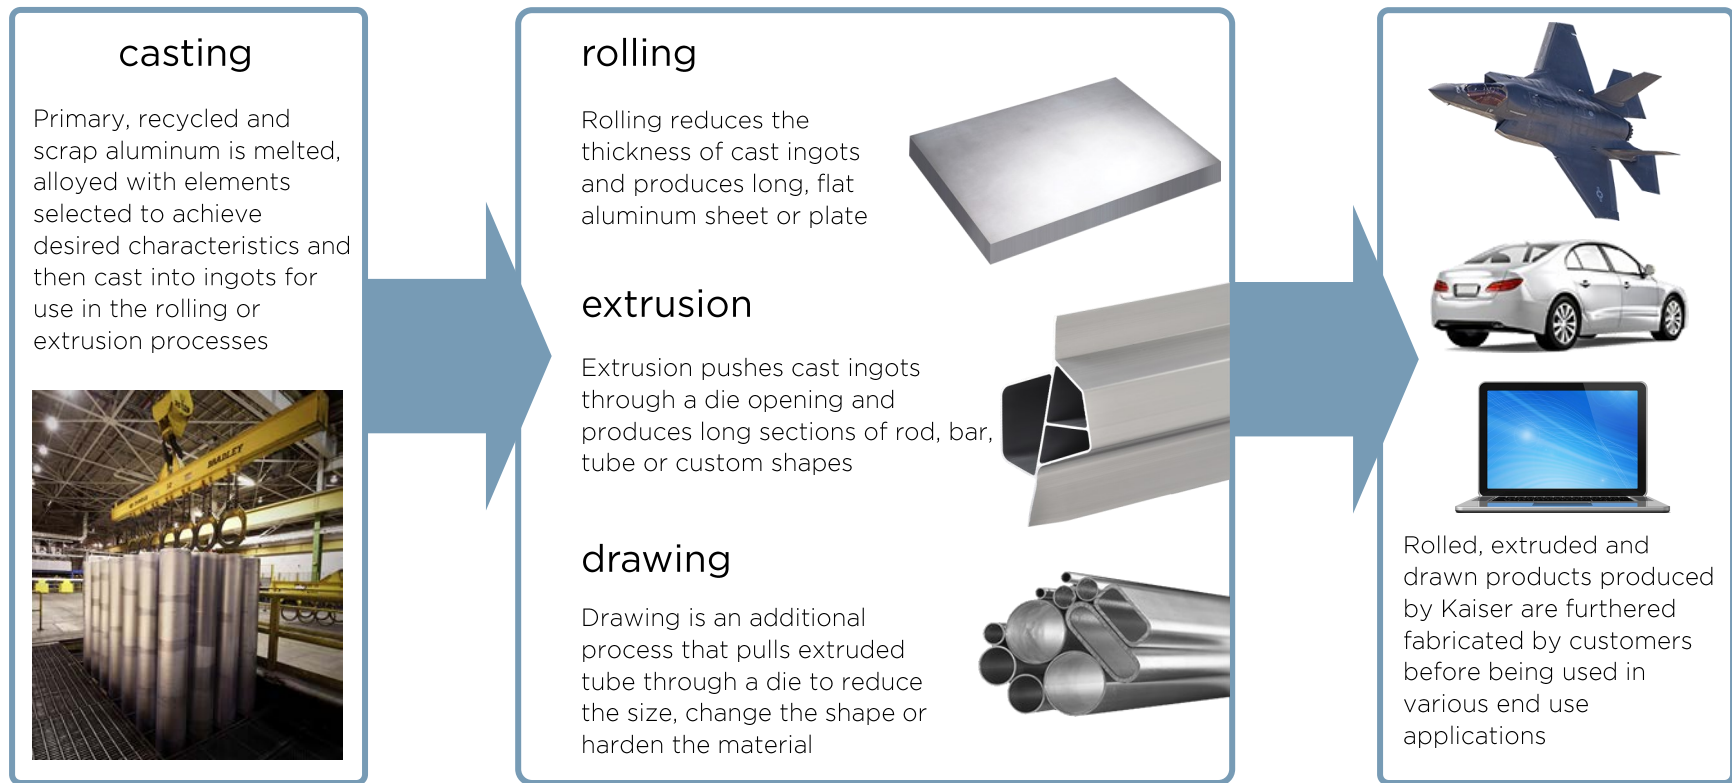 casting
Primary, recycled and
scrap aluminum is melted,
alloyed with elements
selected to achieve
desired characteristics and
then cast into ingots for
use in the rolling or
extrusion processes
BRADLEY
rolling
Rolling reduces the
thickness of cast ingots
and produces long, flat
aluminum sheet or plate
extrusion
Extrusion pushes cast ingots
through a die opening and
produces long sections of rod, bar,
tube or custom shapes
drawing
Drawing is an additional
process that pulls extruded
tube through a die to reduce
the size, change the shape or
harden the material
Rolled, extruded and
drawn products produced
by Kaiser are furthered
fabricated by customers
before being used in
various end use
applications